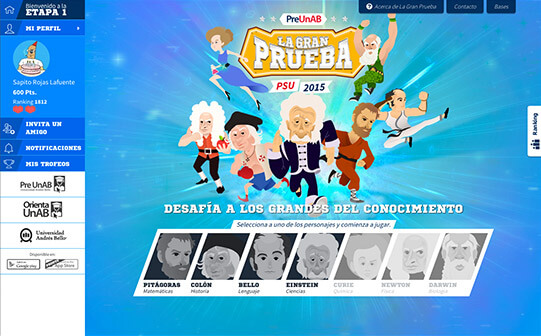 Bienvenido a la
ETAPA 1
MI PERFIL
Sapito Rojas Lafuente
600 Pts.
Ranking 1812
INVITA UN
AMIGO
NOTIFICACIONES
MIS TROFEOS
Pre UnAB
Orienta
UnAB
Universidad
Andrés Bello
Disponible en:
Google play
App Store
Acerca de La Gran Prueba
Contacto
Bases
PreUnAB
LA GRAN
PRUEBA
PSU 2015
Ranking
DESAFÍA A LOS GRANDES DEL CONOCIMIENTO
Selecciona a uno de los personajes y comienza a jugar.
PITÁGORAS COLÓN BELLO EINSTEIN CURIE NEWTON DARWIN
Matemáticas Historia Lenguaje Ciencias Química Física Biología